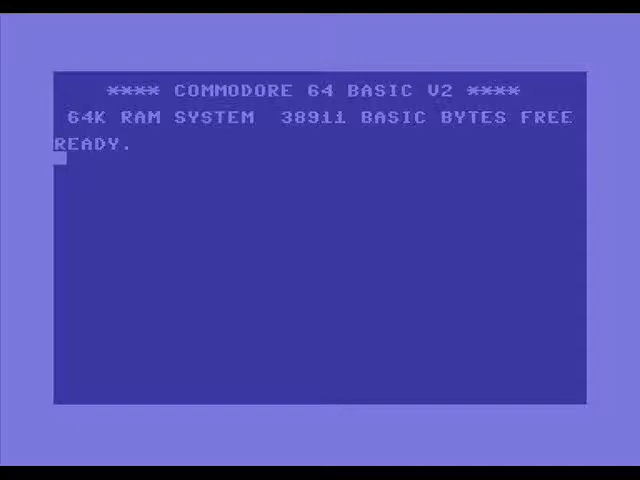 **** COMMODORE 64 BASIC V2 ****
64K RAM SYSTEM  38911 BASIC BYTES FREE
READY.